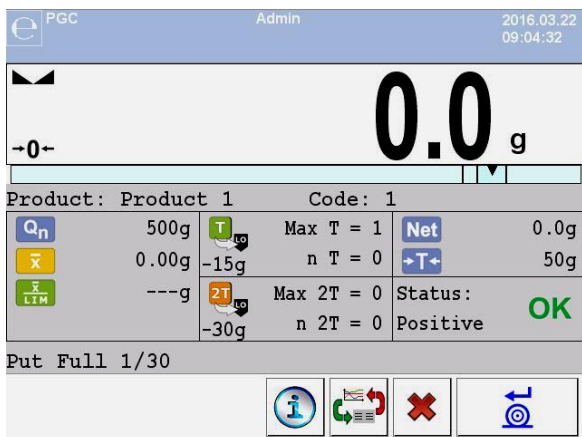 e PGC Admin 2016.03.22
09:04:32
0.0 g
→0←
Product: Product 1 Code: 1
Qn 500g T LO Max T = 1 Net 0.0g
x̄ 0.00g -15g n T = 0 →T← 50g
x̄ LIM ---g 2T LO Max 2T = 0 Status: OK
-30g n 2T = 0 Positive
Put Full 1/30
i